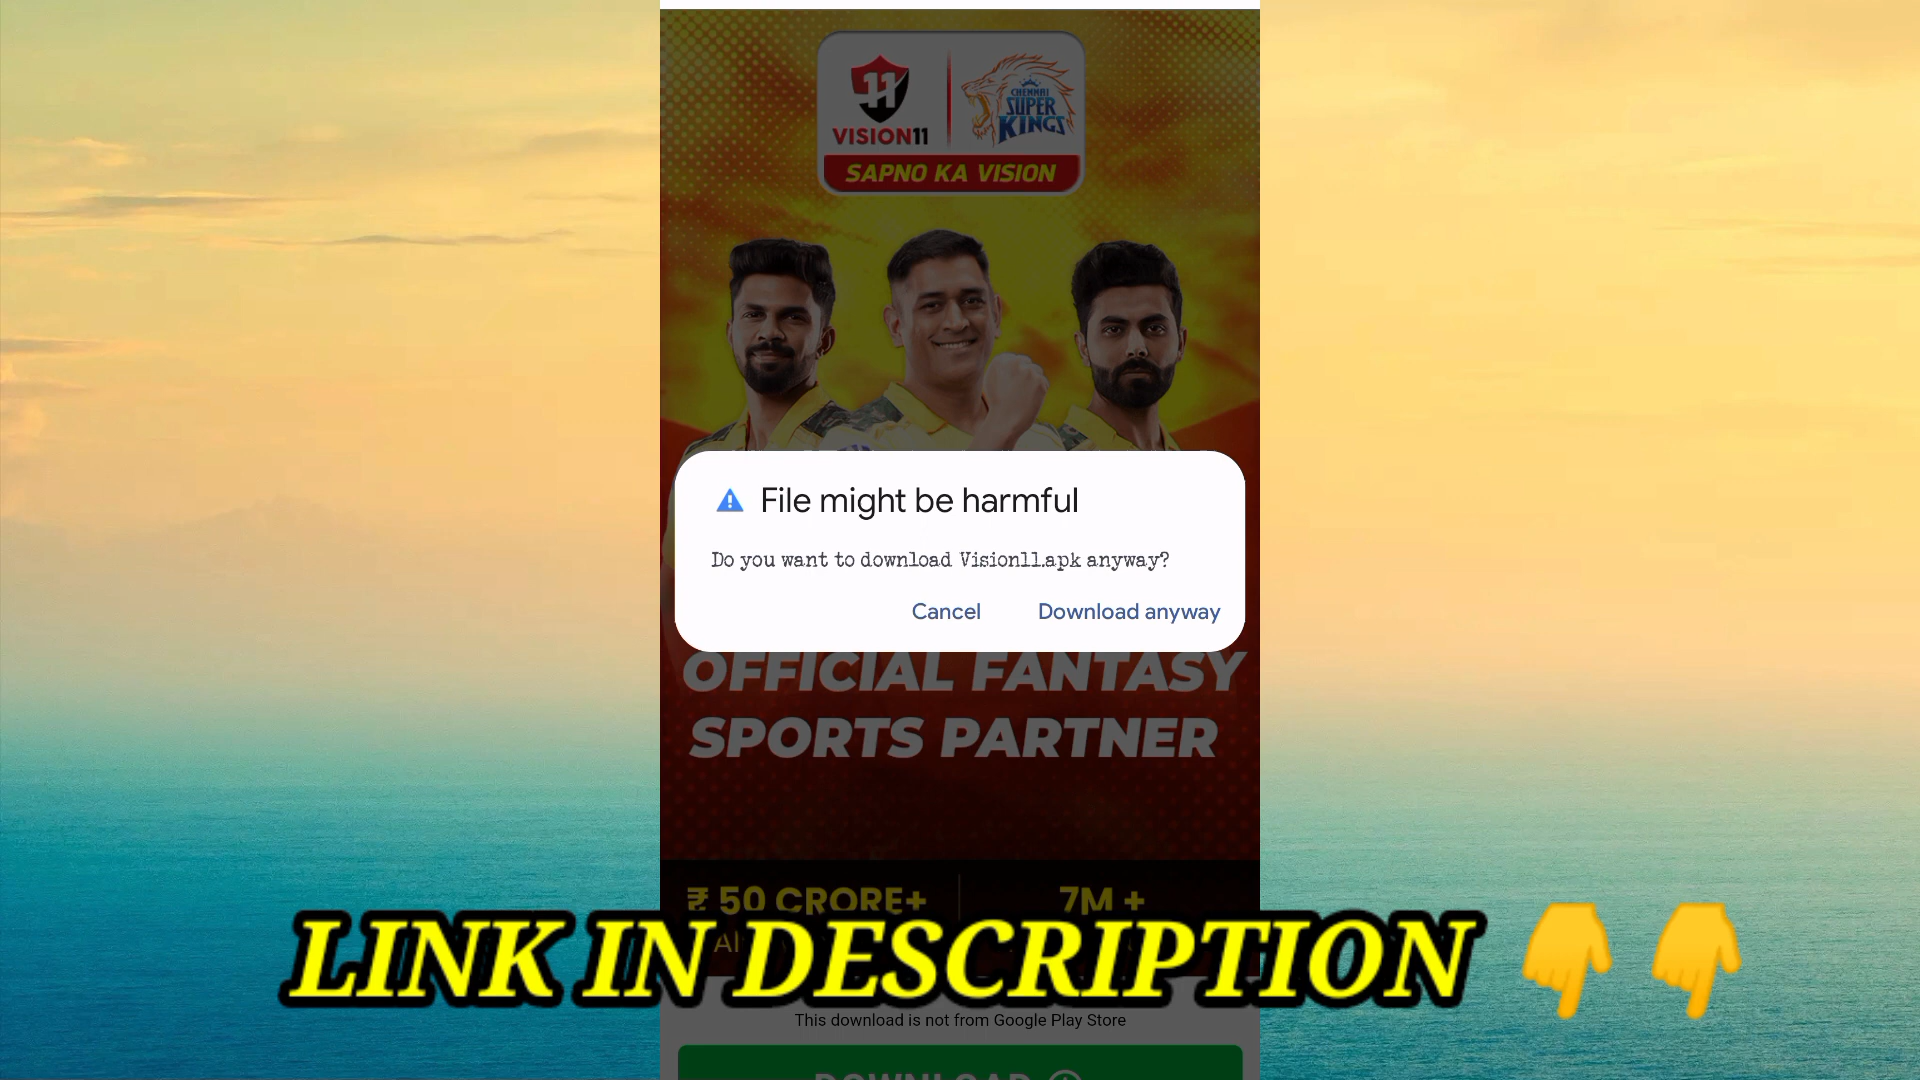 11
VISION11
CHENNAI
SUPER
KINGS
SAPNO KA VISION
File might be harmful
Do you want to download Vision11.apk anyway?
Cancel
Download anyway
OFFICIAL FANTASY
SPORTS PARTNER
₹ 50 CRORE+
7M +
LINK IN DESCRIPTION
This download is not from Google Play Store
DOWNLOAD